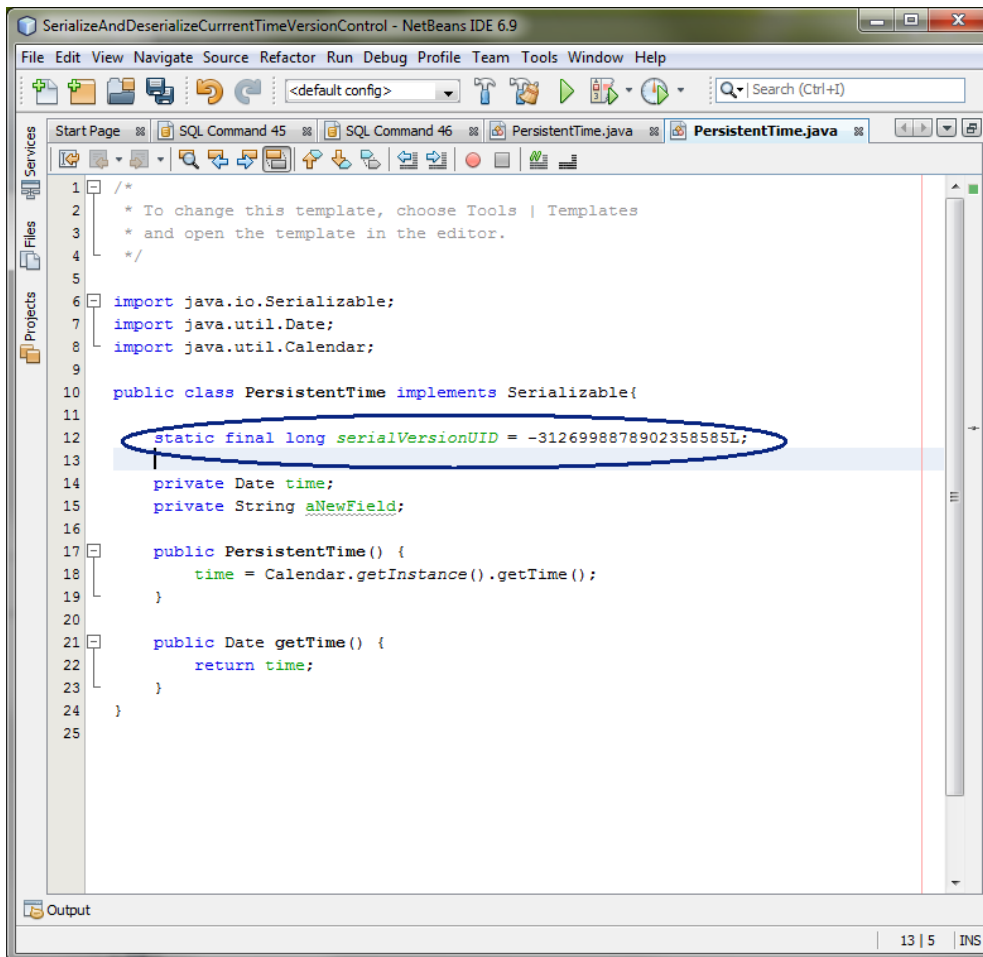 SerializeAndDeserializeCurrrentTimeVersionControl - NetBeans IDE 6.9
File Edit View Navigate Source Refactor Run Debug Profile Team Tools Window Help
<default config>
Search (Ctrl+I)
Start Page SQL Command 45 SQL Command 46 PersistentTime.java PersistentTime.java
Services
Files
Projects
1 /*
2 * To change this template, choose Tools | Templates
3 * and open the template in the editor.
4 */
5
6 import java.io.Serializable;
7 import java.util.Date;
8 import java.util.Calendar;
9
10 public class PersistentTime implements Serializable{
11
12 static final long serialVersionUID = -3126998878902358585L;
13
14 private Date time;
15 private String aNewField;
16
17 public PersistentTime() {
18 time = Calendar.getInstance().getTime();
19 }
20
21 public Date getTime() {
22 return time;
23 }
24 }
25
Output
13 | 5 INS